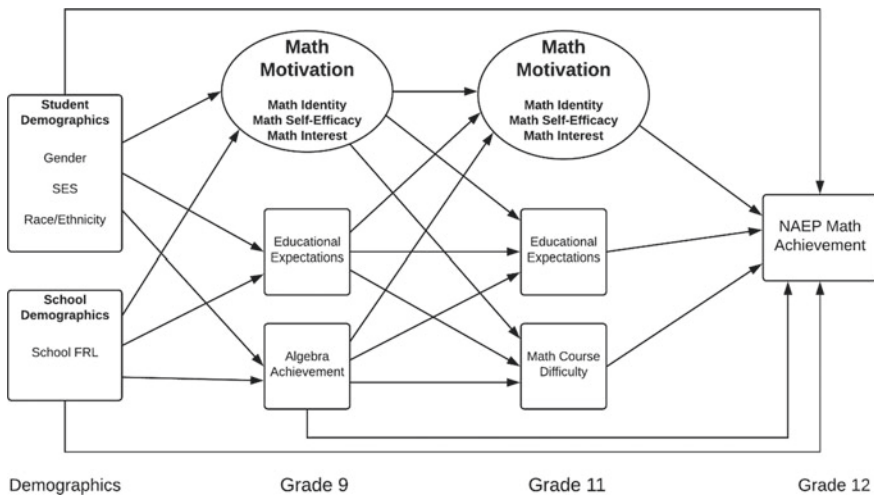 Student
Demographics
Gender
SES
Race/Ethnicity
School
Demographics
School FRL
Demographics
Math
Motivation
Math Identity
Math Self-Efficacy
Math Interest
Educational
Expectations
Algebra
Achievement
Grade 9
Math
Motivation
Math Identity
Math Self-Efficacy
Math Interest
Educational
Expectations
Math Course
Difficulty
Grade 11
NAEP Math
Achievement
Grade 12